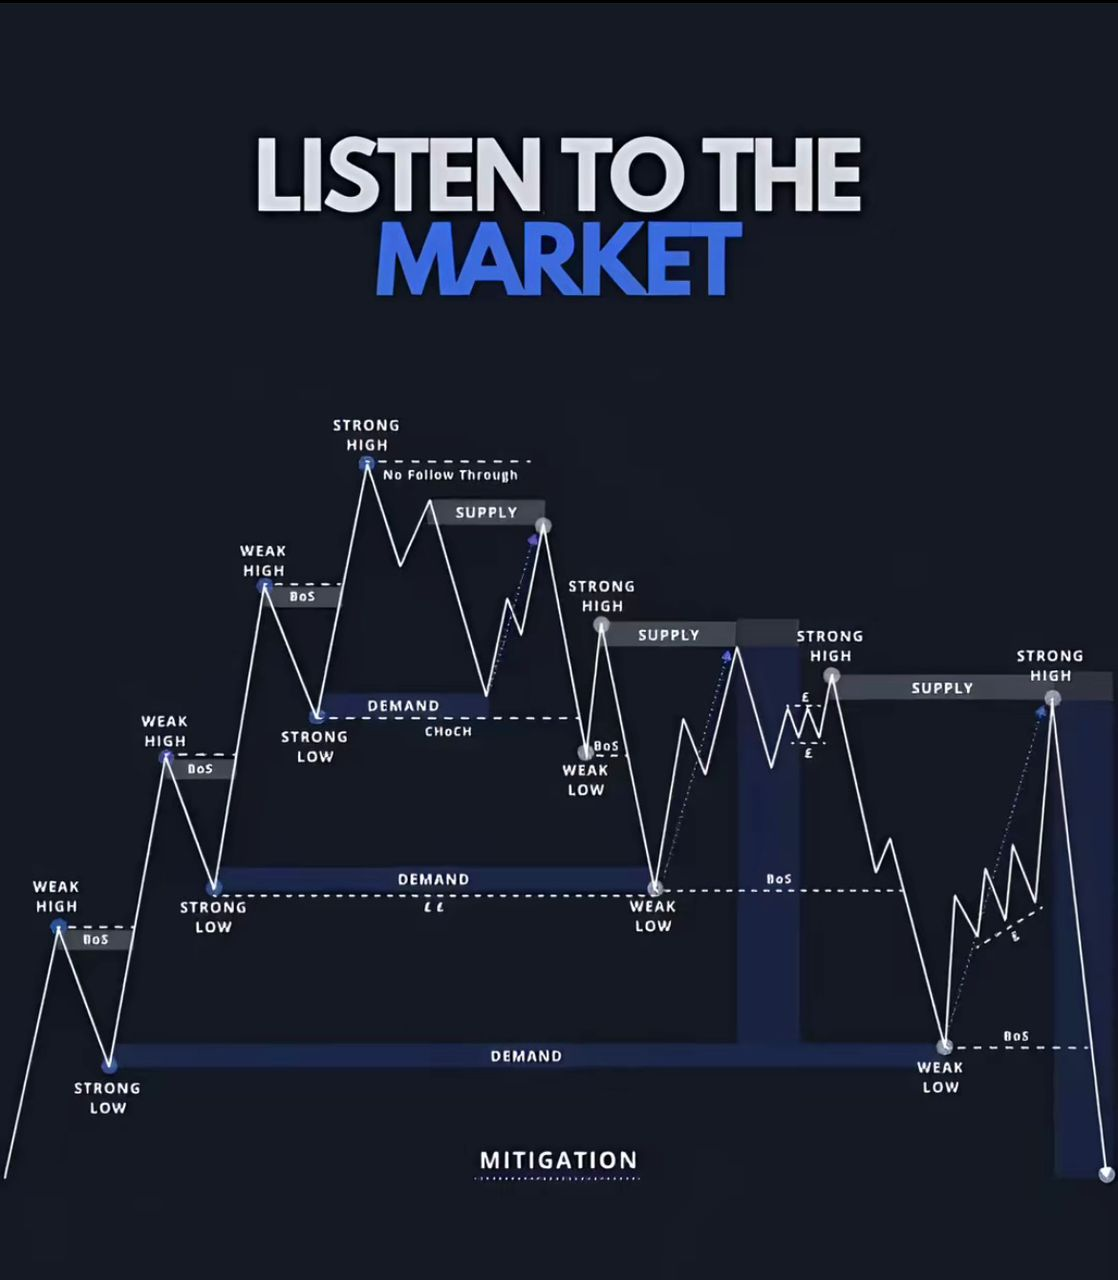 LISTEN TO THE
MARKET
STRONG
HIGH
No Follow Through
SUPPLY
WEAK
HIGH
BoS
STRONG
HIGH
SUPPLY
STRONG
HIGH
STRONG
HIGH
SUPPLY
DEMAND
CHoCH
STRONG
LOW
WEAK
HIGH
BoS
£
£
BoS
WEAK
LOW
DEMAND
££
STRONG
LOW
WEAK
LOW
BoS
WEAK
HIGH
BoS
£
DEMAND
STRONG
LOW
BoS
WEAK
LOW
MITIGATION